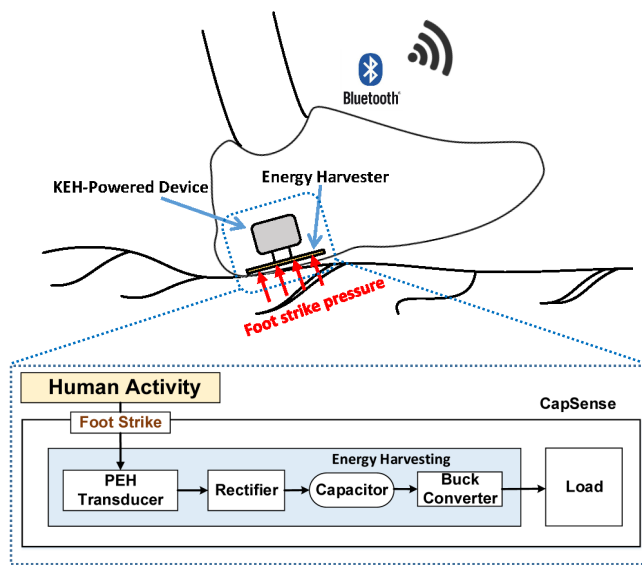 Bluetooth®
KEH-Powered Device
Energy Harvester
Foot strike pressure
Human Activity
CapSense
Foot Strike
Energy Harvesting
PEH
Transducer
Rectifier
Capacitor
Buck
Converter
Load